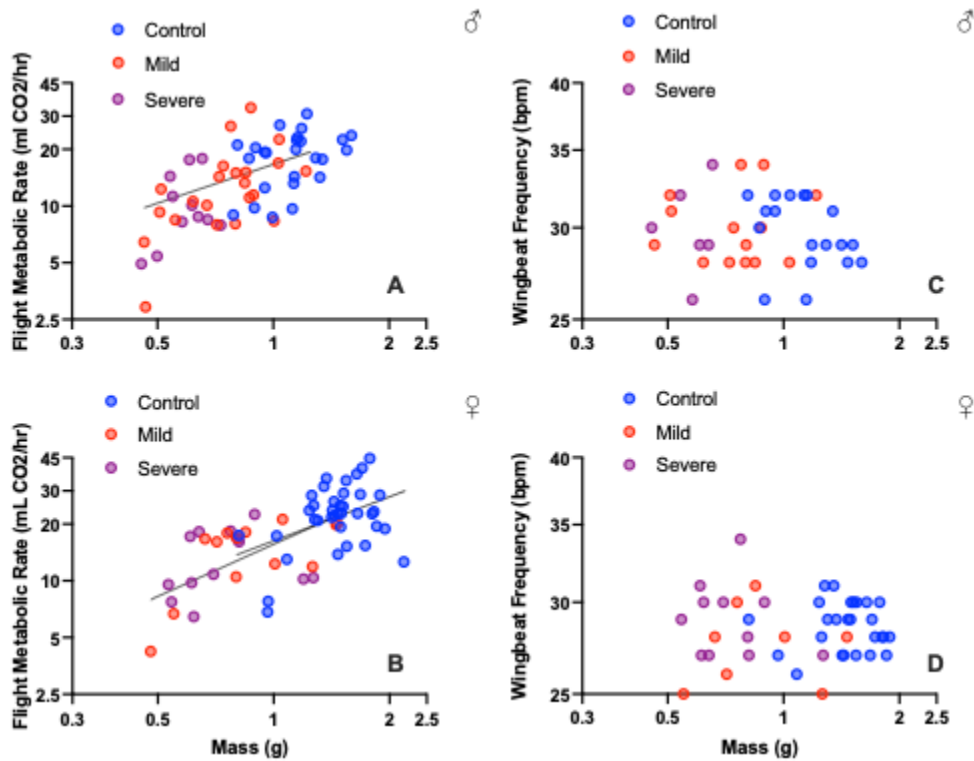 ♂
Control
Mild
Severe
Flight Metabolic Rate (ml CO2/hr)
45
30
20
10
5
2.5
A
0.3
0.5
1
2
2.5
♂
Control
Mild
Severe
Wingbeat Frequency (bpm)
40
35
30
25
C
0.3
0.5
1
2
2.5
♀
Control
Mild
Severe
Flight Metabolic Rate (mL CO2/hr)
45
30
20
10
5
2.5
B
0.3
0.5
1
2
2.5
Mass (g)
♀
Control
Mild
Severe
Wingbeat Frequency (bpm)
40
35
30
25
D
0.3
0.5
1
2
2.5
Mass (g)